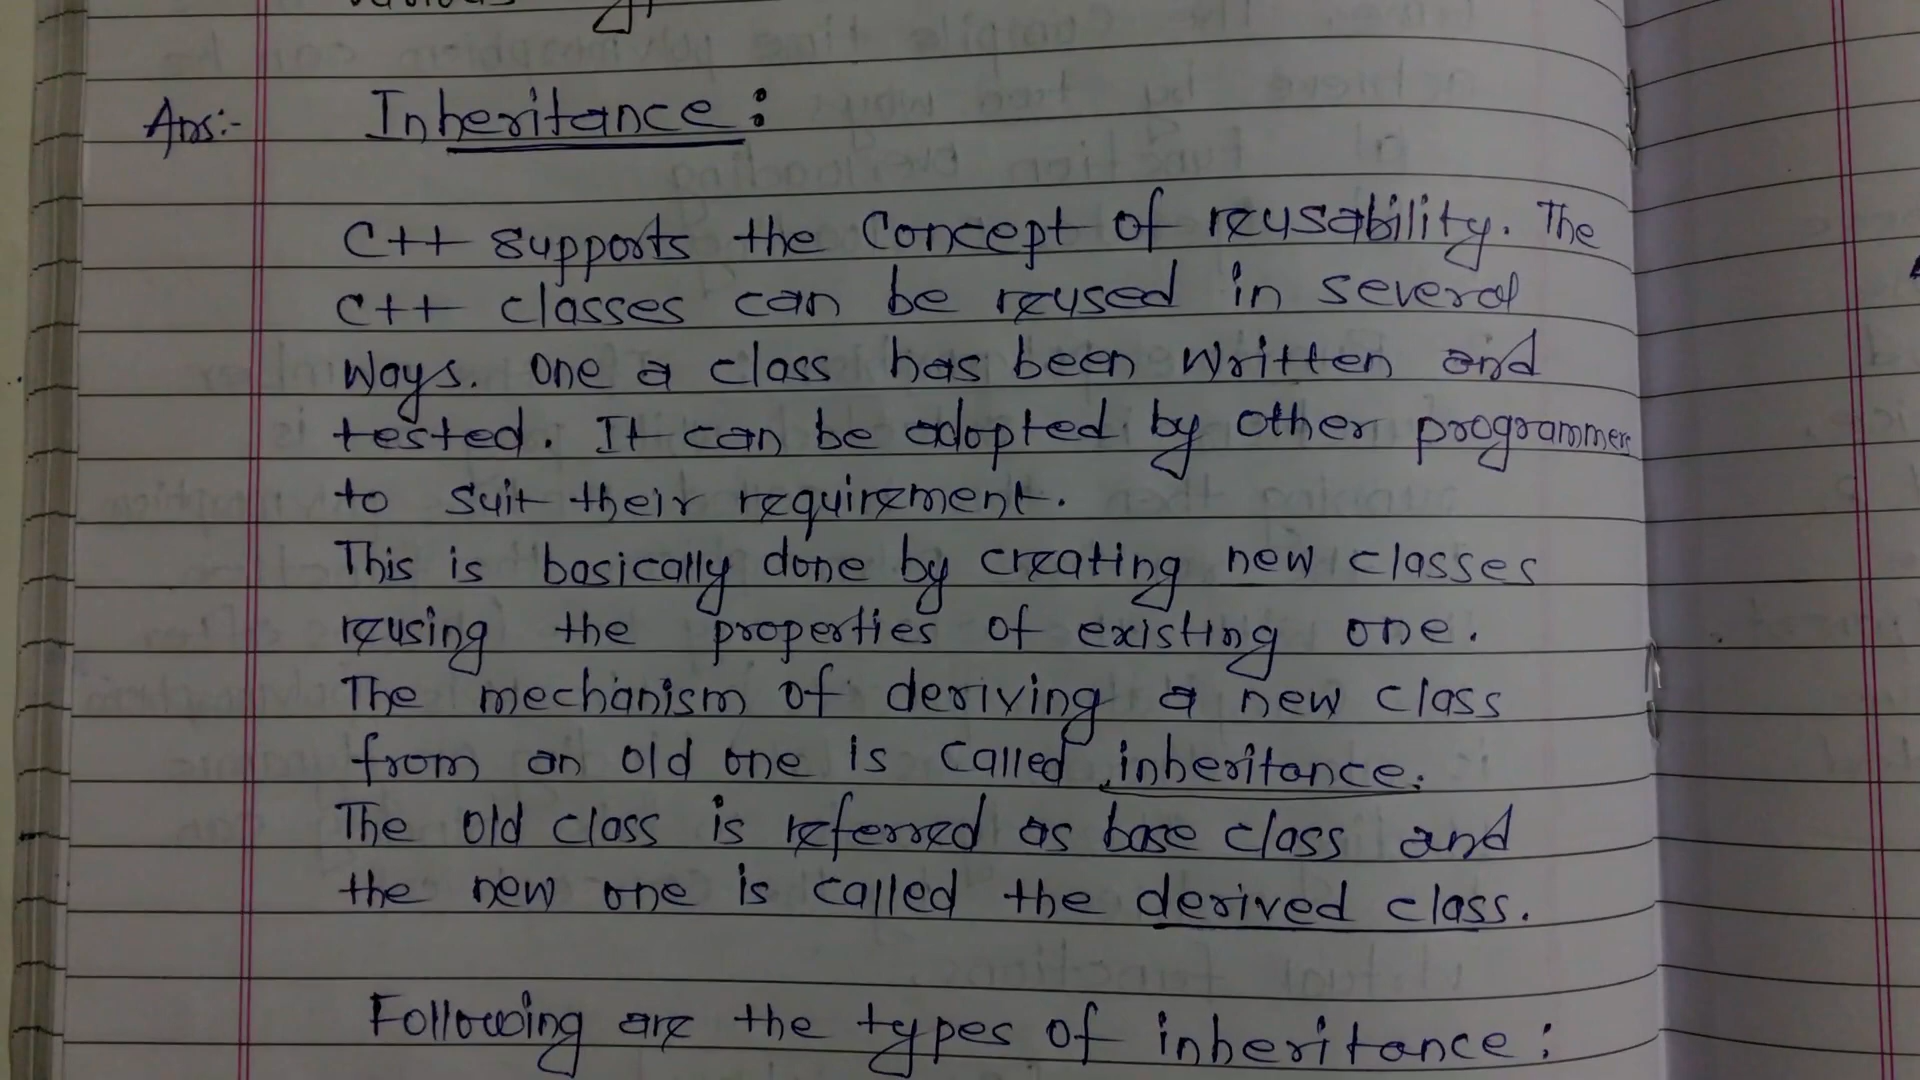 Ans:- Inheritance:
C++ supports the Concept of reusability. The
C++ classes can be reused in several
Ways. One a class has been written and
tested. It can be adopted by other programmers
to suit their requirement.
This is basically done by creating new classes
reusing the properties of existing one.
The mechanism of deriving a new class
from an old one is called inheritance.
The old class is referred as base class and
the new one is called the derived class.
Following are the types of inheritance: